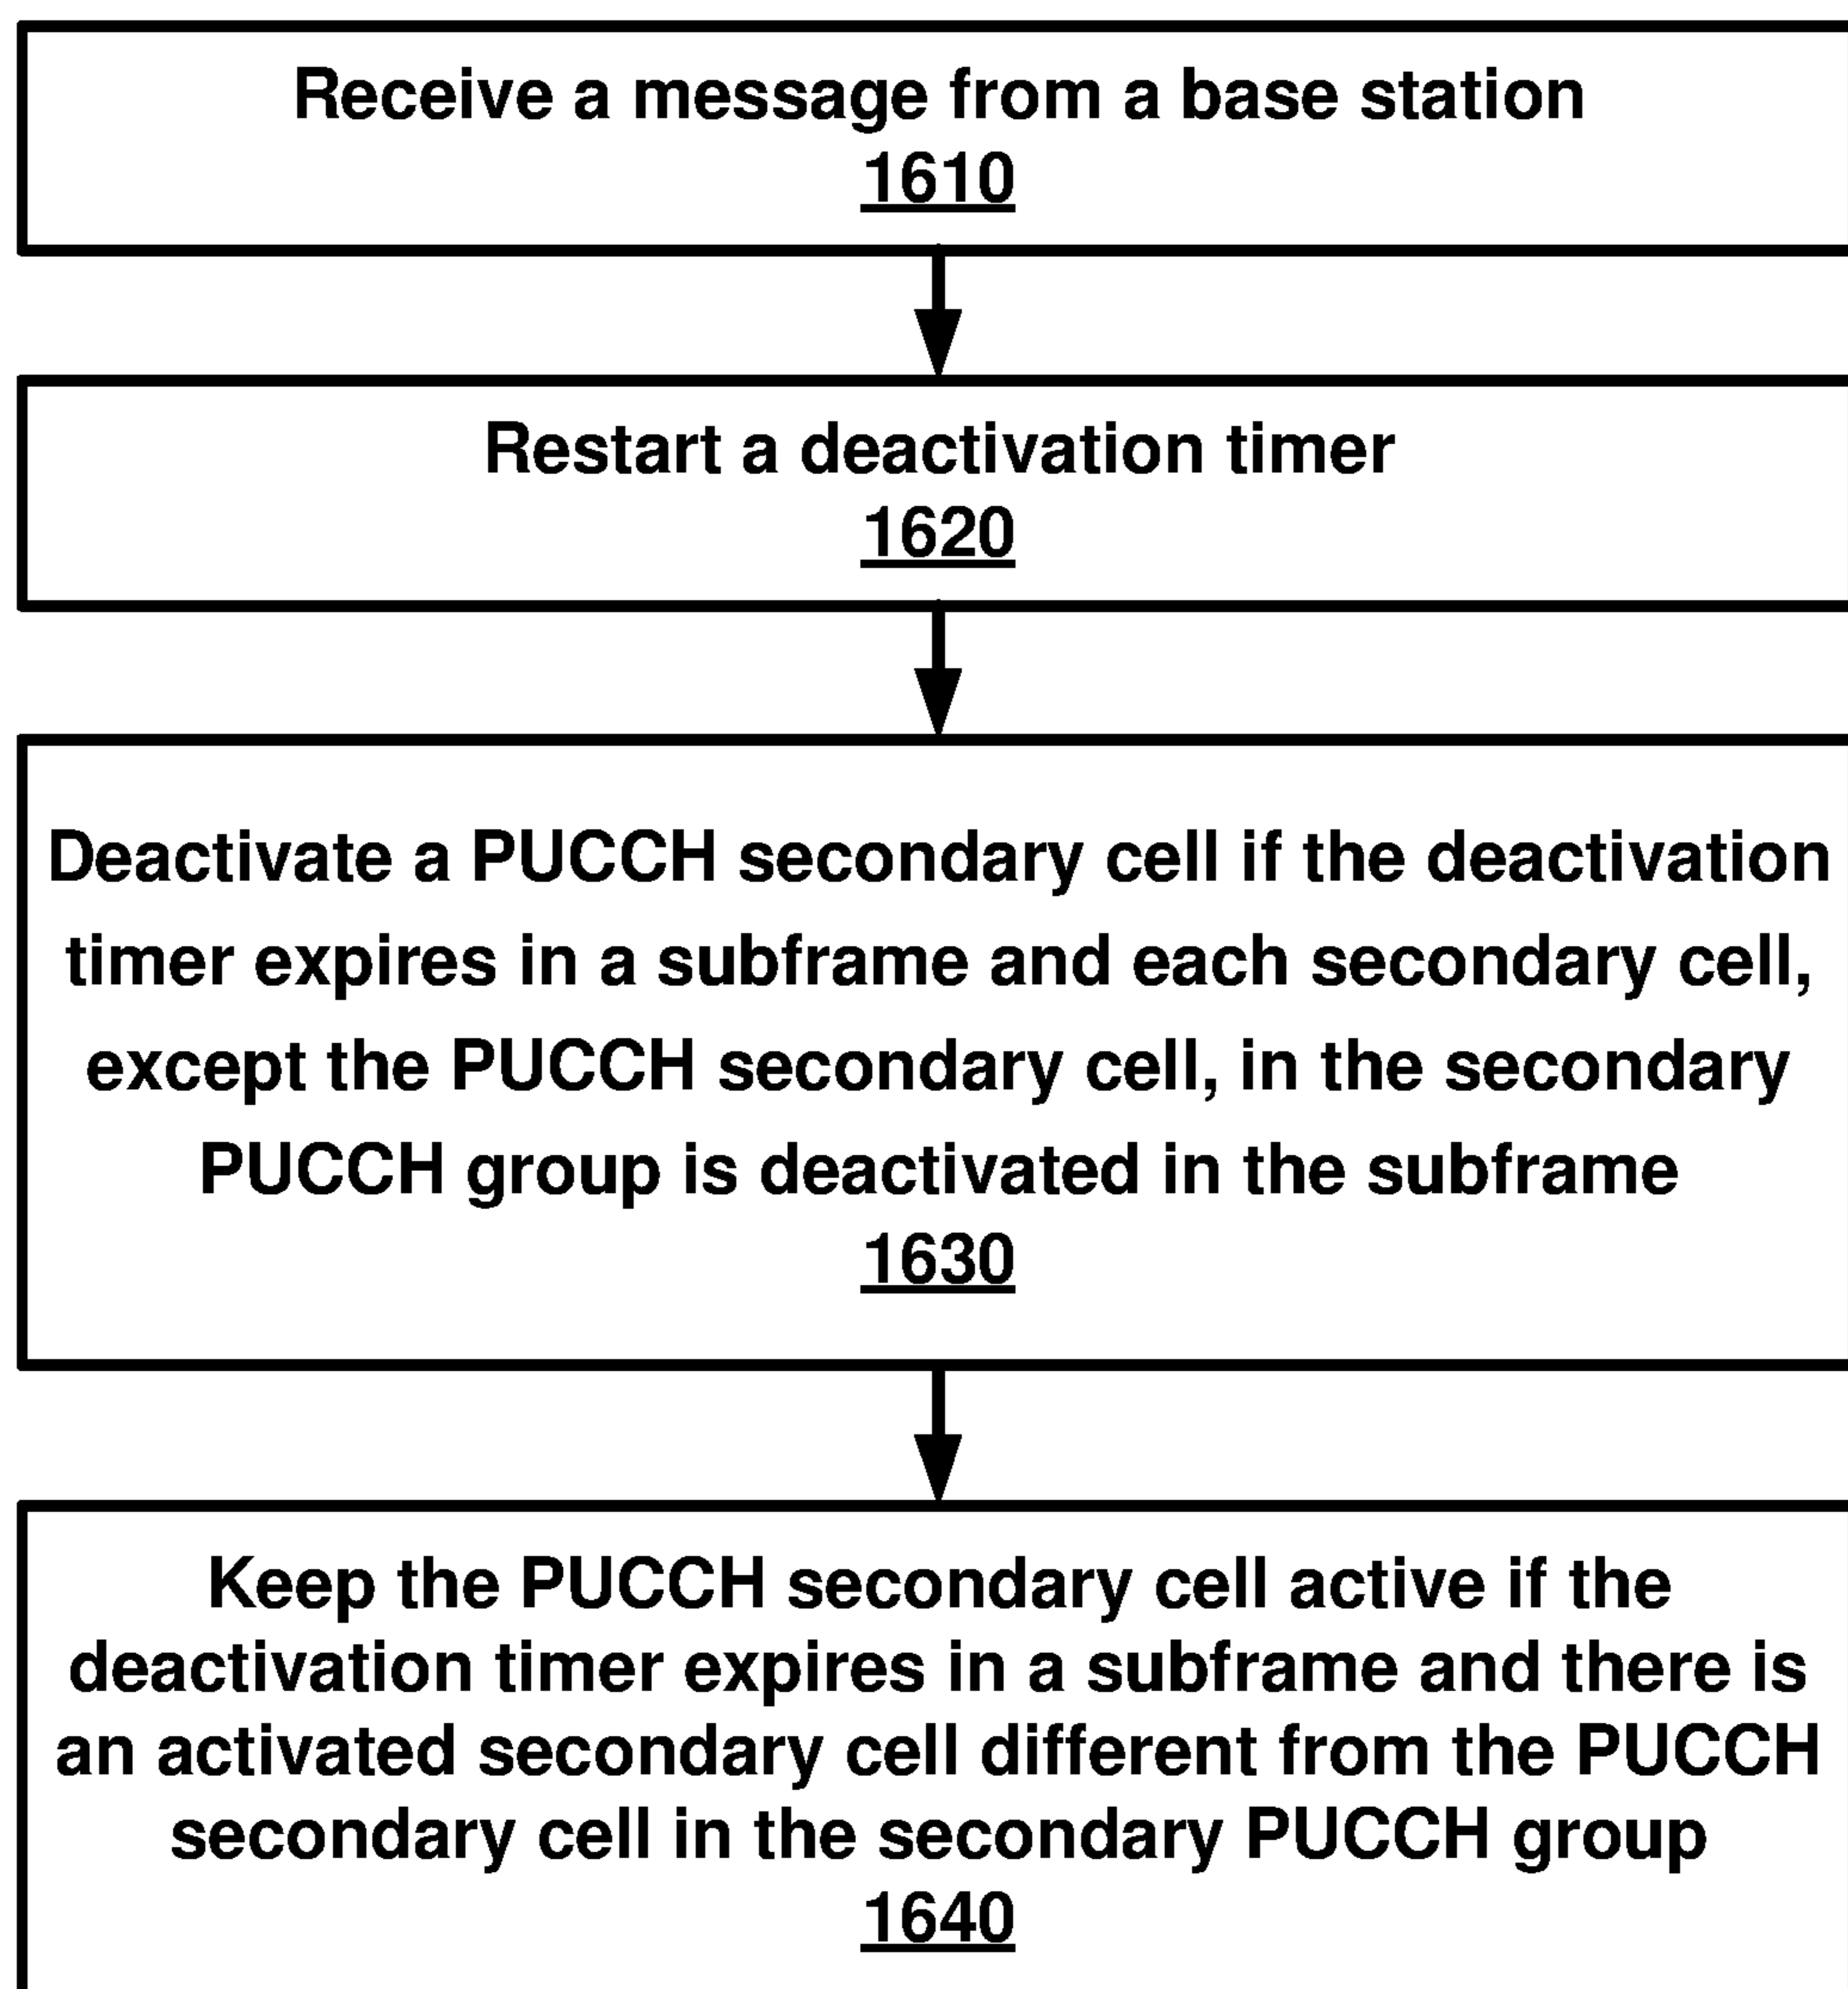 Receive a message from a base station
1610
Restart a deactivation timer
1620
Deactivate a PUCCH secondary cell if the deactivation
timer expires in a subframe and each secondary cell,
except the PUCCH secondary cell, in the secondary
PUCCH group is deactivated in the subframe
1630
Keep the PUCCH secondary cell active if the
deactivation timer expires in a subframe and there is
an activated secondary cell different from the PUCCH
secondary cell in the secondary PUCCH group
1640